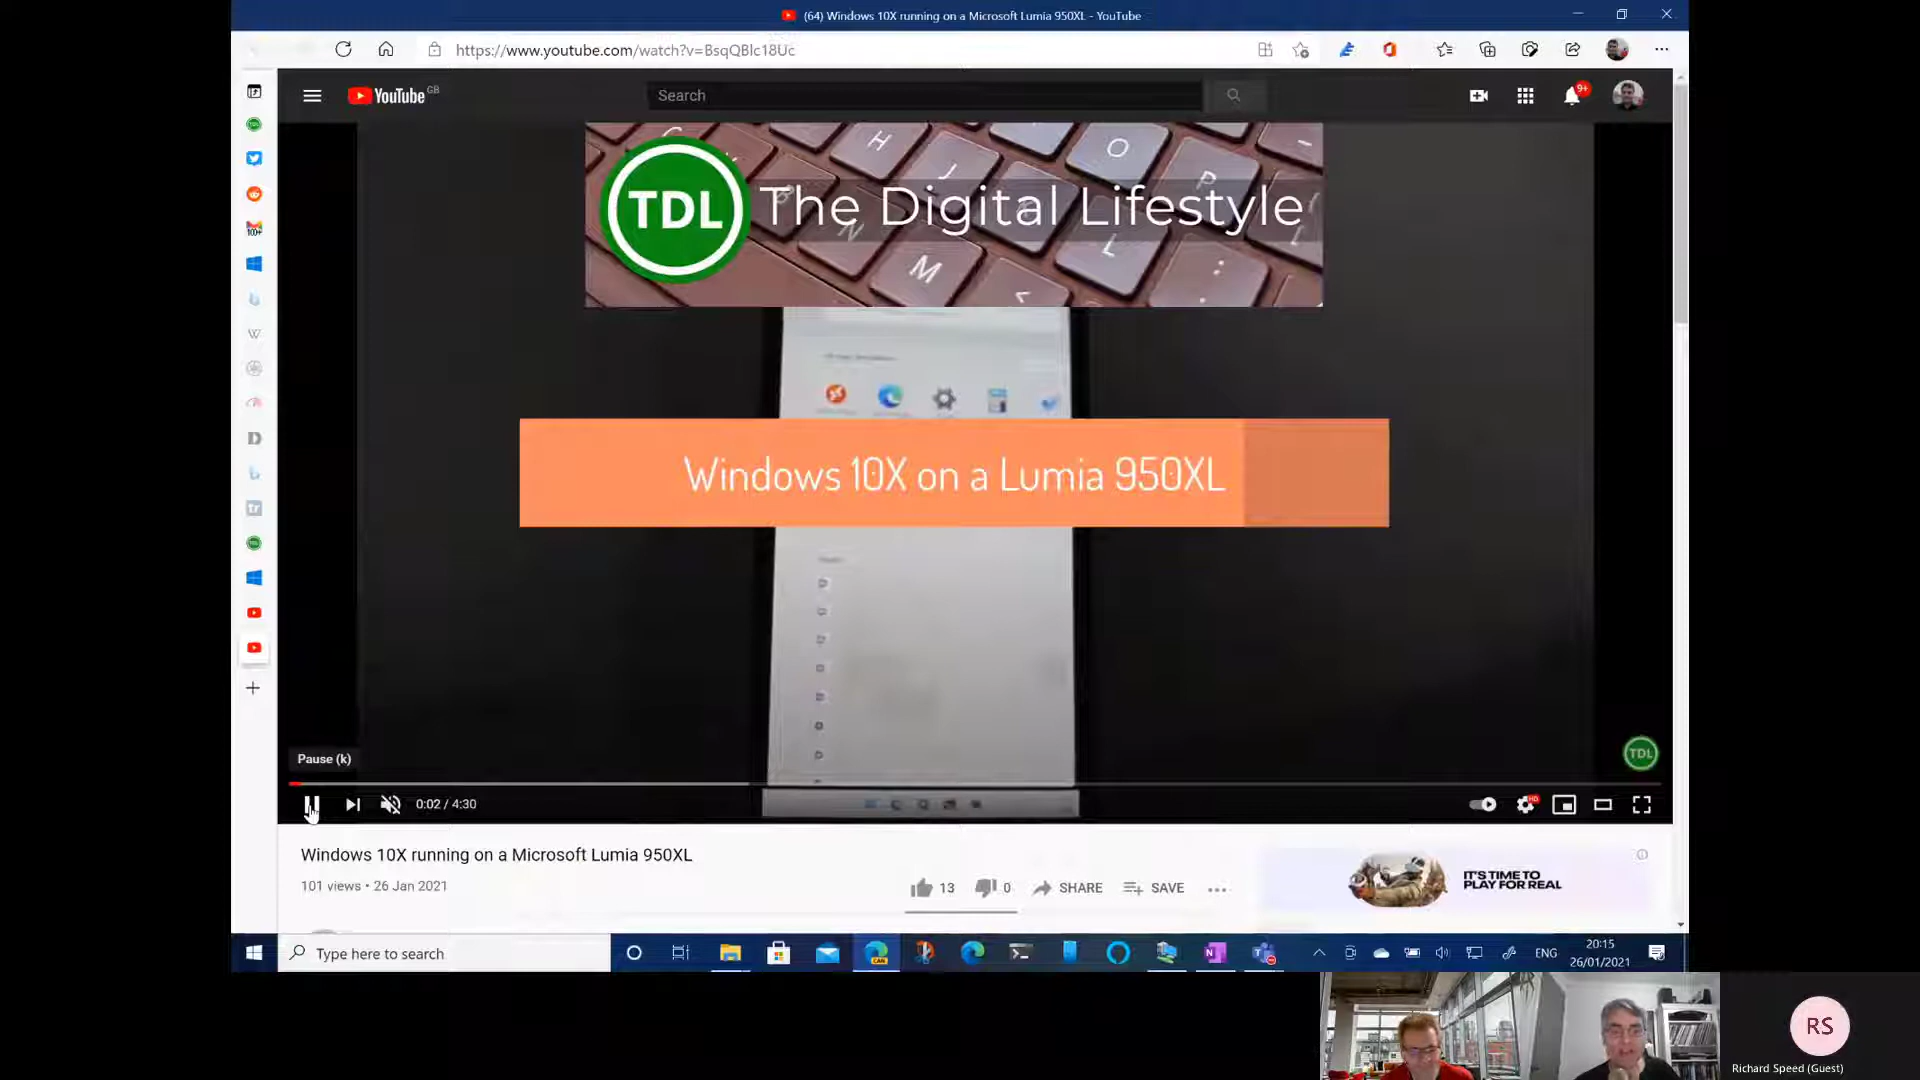 (64) Windows 10X running on a Microsoft Lumia 950XL - YouTube
https://www.youtube.com/watch?v=BsqQBlc18Uc
YouTube GB
Search
9+
TDL
The Digital Lifestyle
H J O P N M L
Windows 10X on a Lumia 950XL
TDL
Pause (k)
0:02 / 4:30
HD
Windows 10X running on a Microsoft Lumia 950XL
101 views • 26 Jan 2021
13
0
SHARE
SAVE
IT'S TIME TO
PLAY FOR REAL
Type here to search
CAN
ENG
20:15
26/01/2021
RS
Richard Speed (Guest)